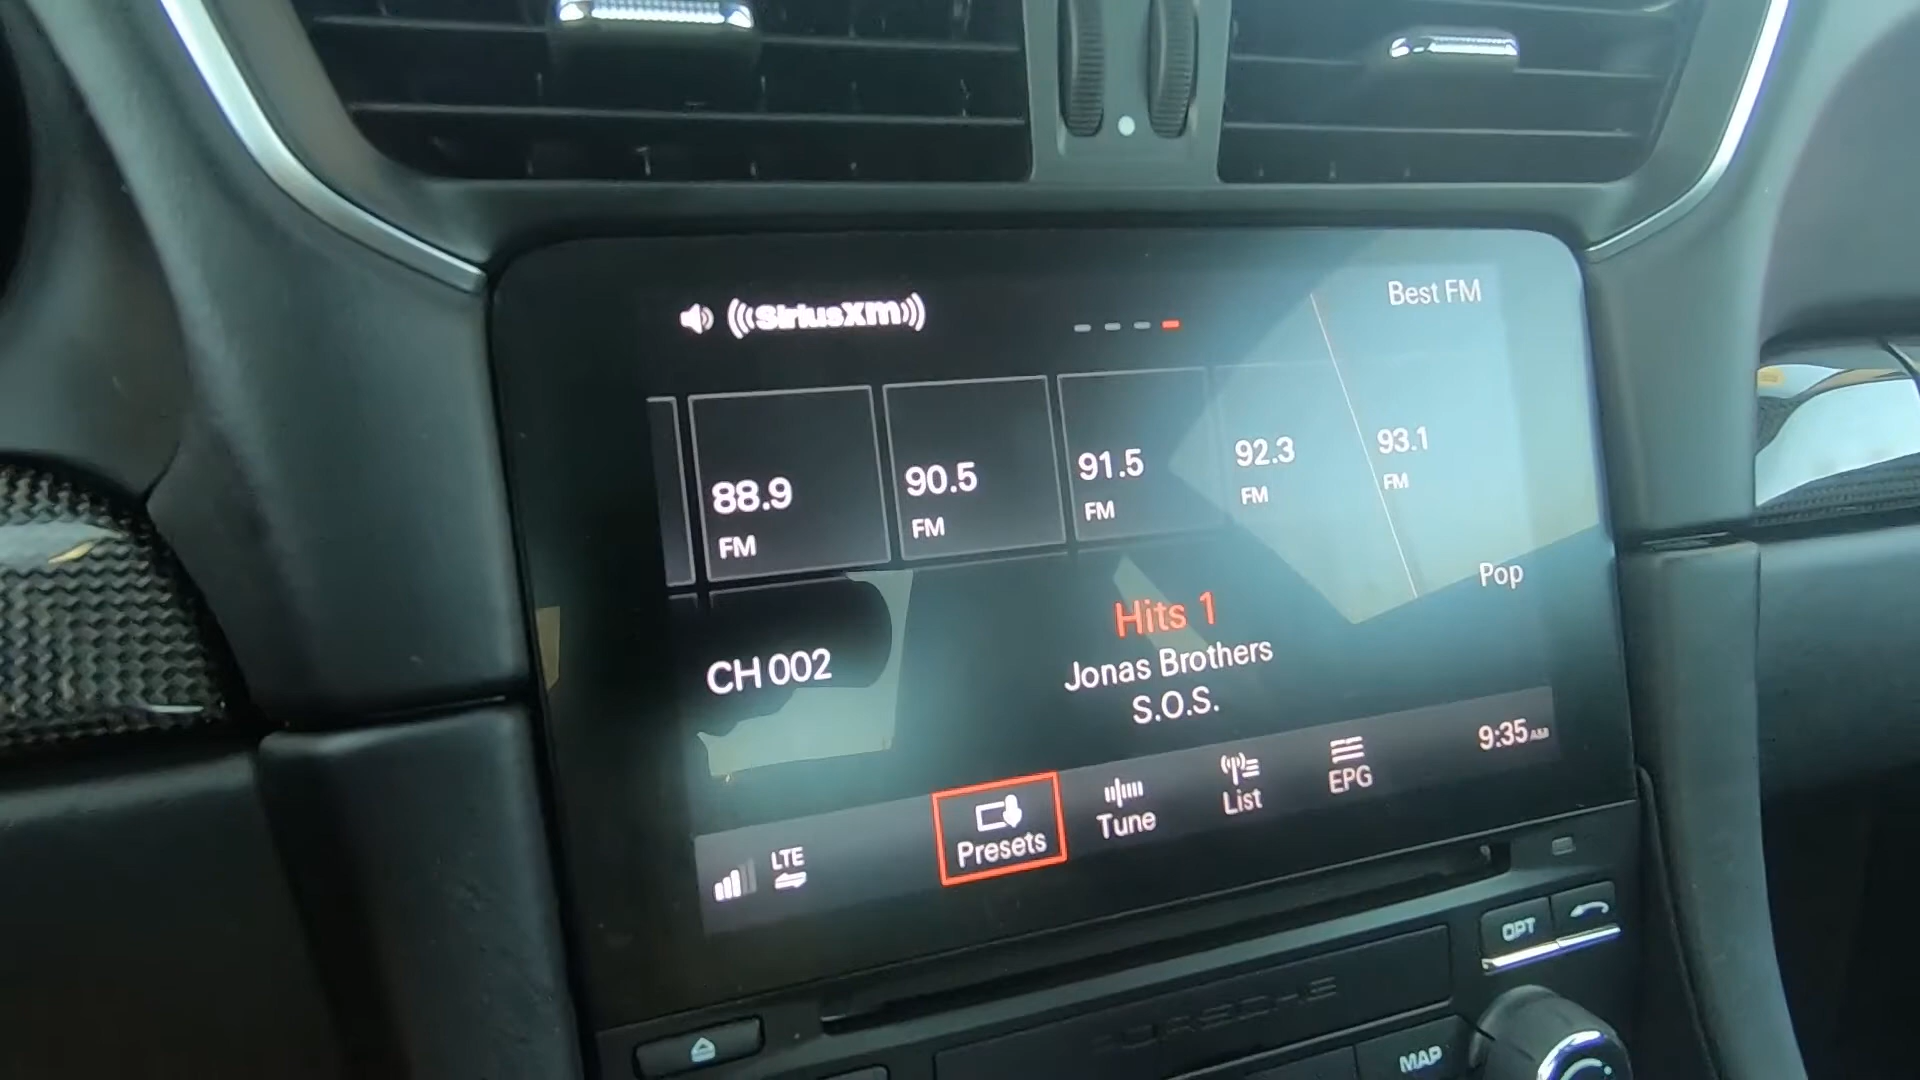 SiriusXM
Best FM
88.9
FM
90.5
FM
91.5
FM
92.3
FM
93.1
FM
Pop
Hits 1
CH 002
Jonas Brothers
S.O.S.
LTE
Presets
Tune
List
EPG
9:35 AM
OPT
PORSCHE
MAP